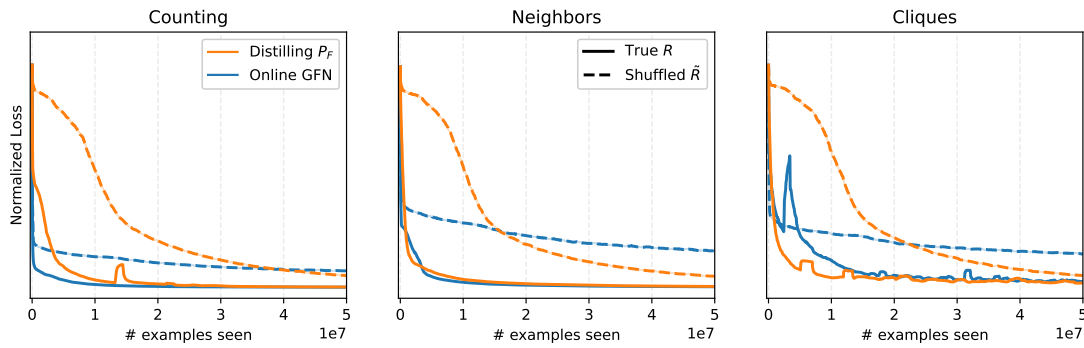 Counting
Neighbors
Cliques
Normalized Loss
Distilling P_F
Online GFN
True R
Shuffled R̃
0 1 2 3 4 5
0 1 2 3 4 5
0 1 2 3 4 5
# examples seen 1e7
# examples seen 1e7
# examples seen 1e7